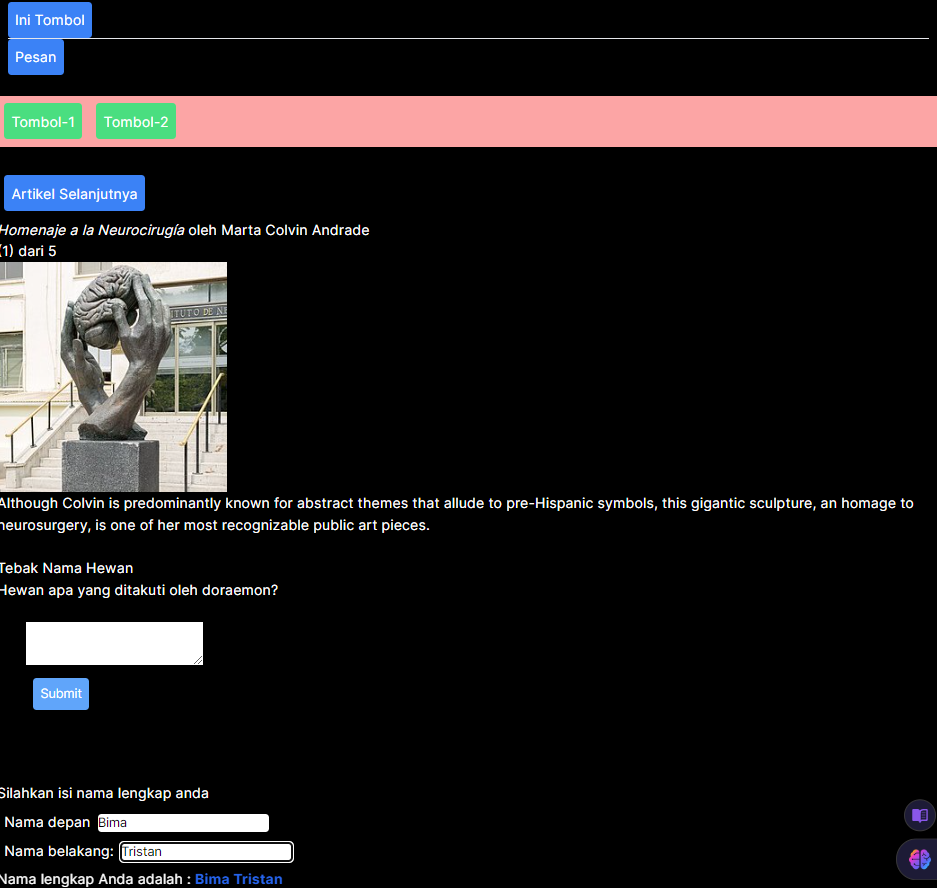 Ini Tombol
Pesan
Tombol-1 Tombol-2
Artikel Selanjutnya
Homenaje a la Neurocirugía oleh Marta Colvin Andrade
(1) dari 5
ITUTO DE NE
Although Colvin is predominantly known for abstract themes that allude to pre-Hispanic symbols, this gigantic sculpture, an homage to
neurosurgery, is one of her most recognizable public art pieces.
Tebak Nama Hewan
Hewan apa yang ditakuti oleh doraemon?
Submit
Silahkan isi nama lengkap anda
Nama depan Bima
Nama belakang: Tristan
Nama lengkap Anda adalah : Bima Tristan